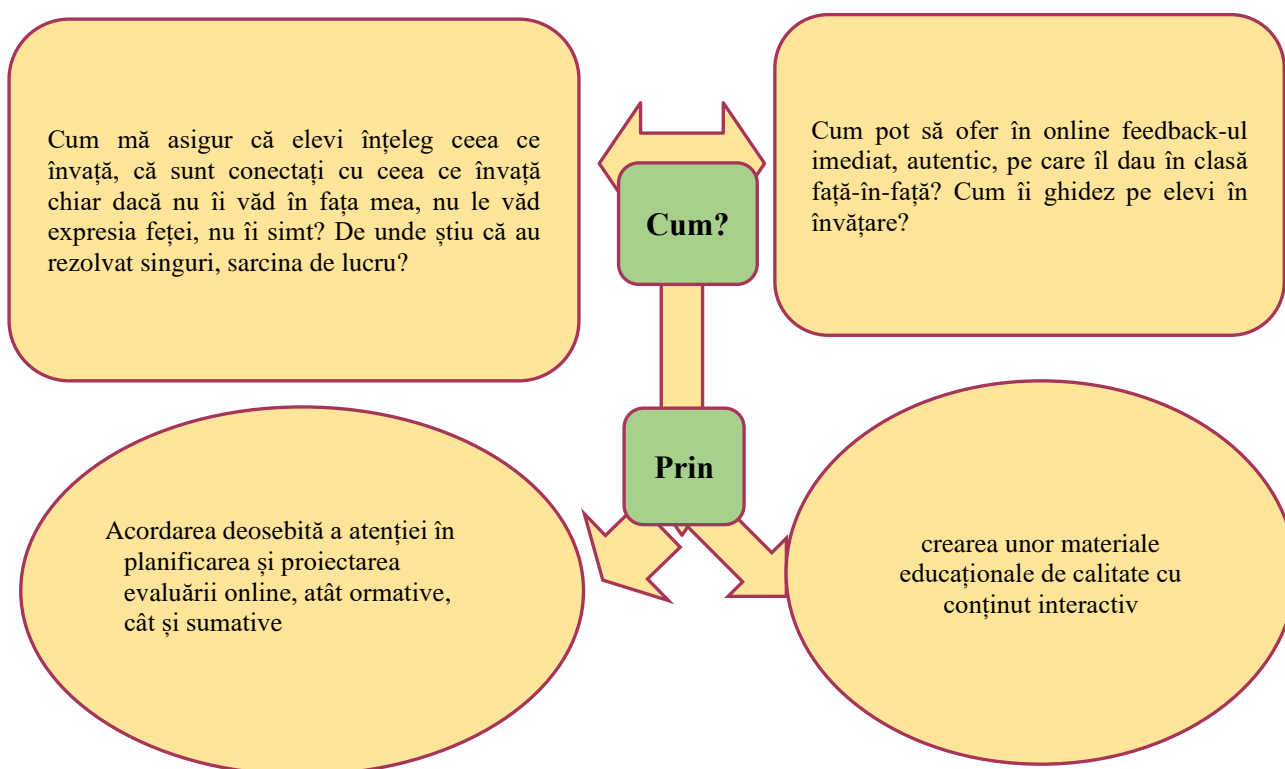 Cum mă asigur că elevi înțeleg ceea ce
învață, că sunt conectați cu ceea ce învață
chiar dacă nu îi văd în fața mea, nu le văd
expresia feței, nu îi simt? De unde știu că au
rezolvat singuri, sarcina de lucru?
Cum?
Cum pot să ofer în online feedback-ul
imediat, autentic, pe care îl dau în clasă
față-în-față? Cum îi ghidez pe elevi în
învățare?
Prin
Acordarea deosebită a atenției în
planificarea și proiectarea
evaluării online, atât ormative,
cât și sumative
crearea unor materiale
educaționale de calitate cu
conținut interactiv